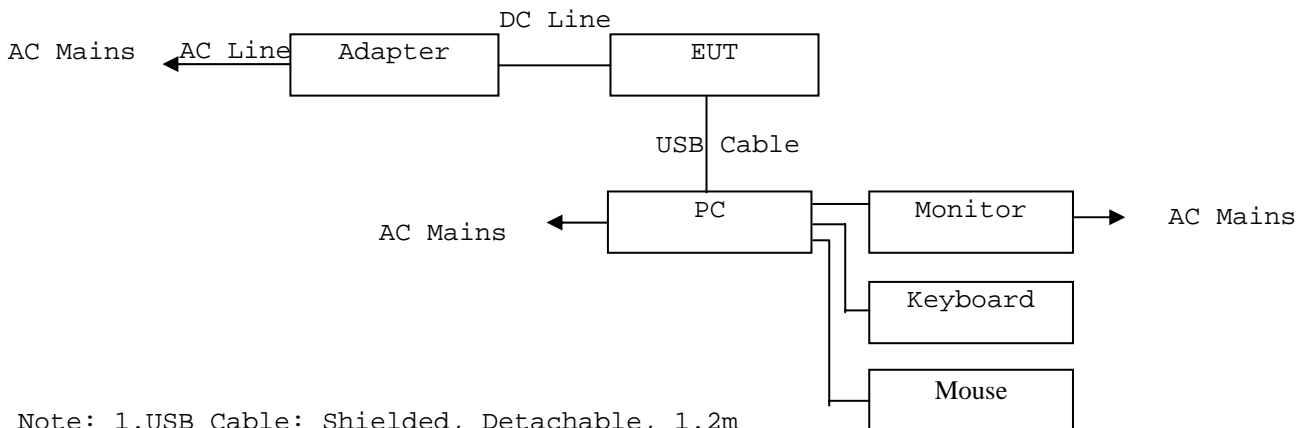 DC Line
AC Mains AC Line Adapter EUT
USB Cable
PC Monitor
AC Mains AC Mains
Keyboard
Mouse
Note: 1.USB Cable: Shielded, Detachable, 1.2m